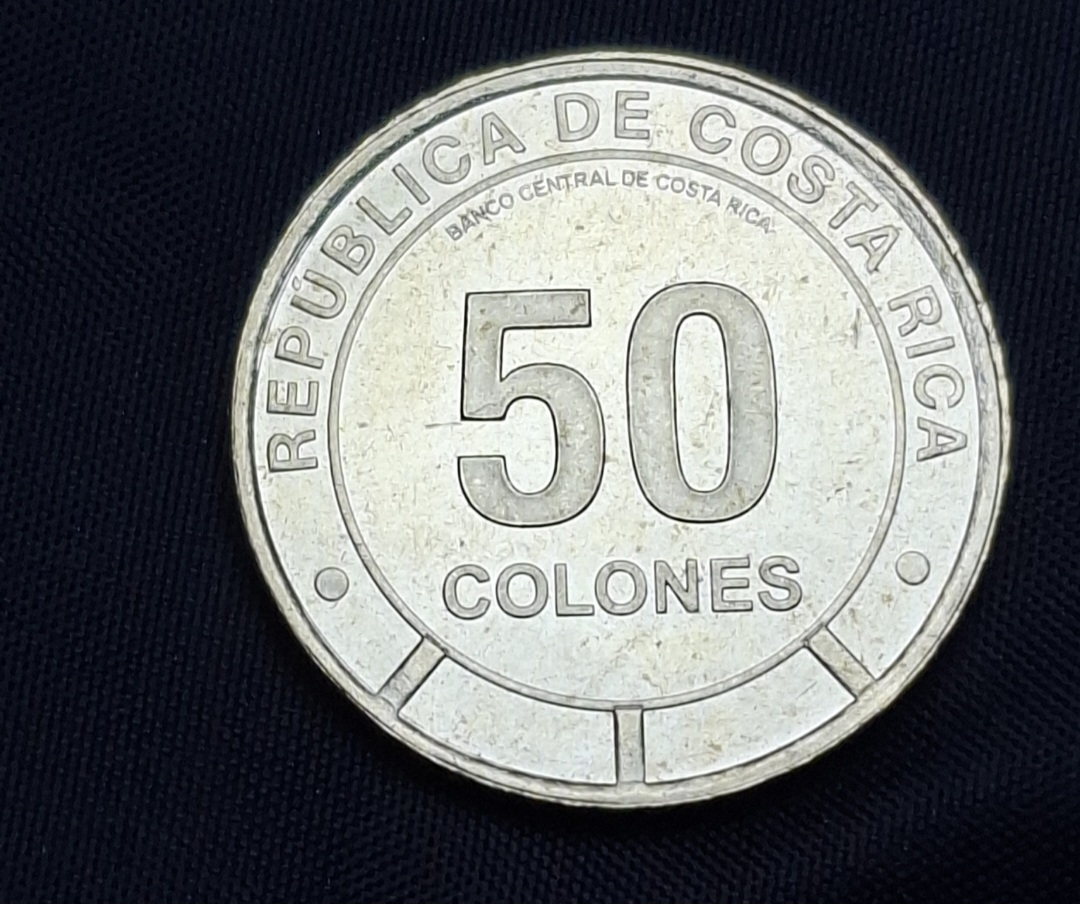 REPÚBLICA DE COSTA RICA
BANCO CENTRAL DE COSTA RICA
50
COLONES